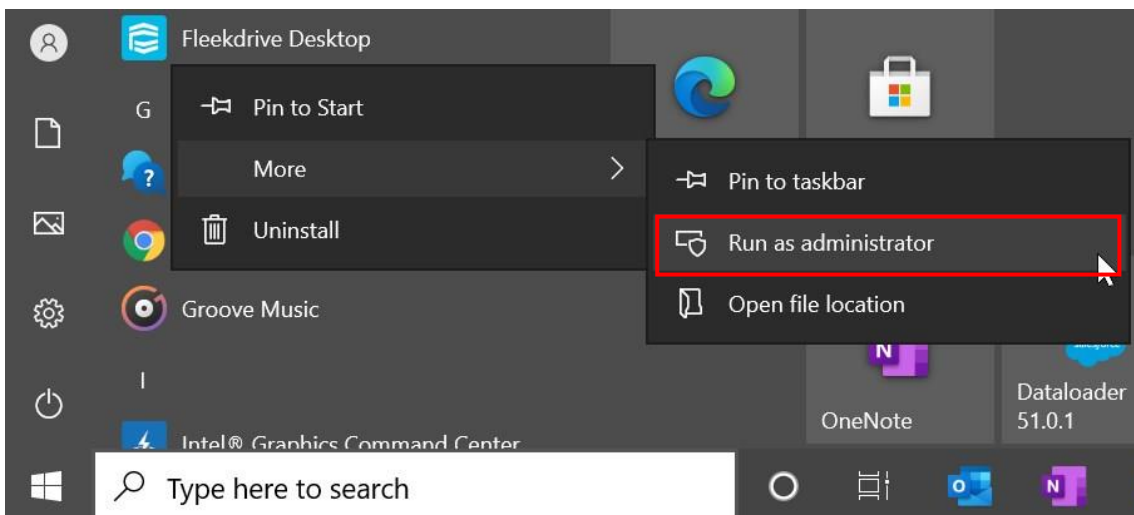 Fleekdrive Desktop
G
Pin to Start
More
Uninstall
Pin to taskbar
Run as administrator
Open file location
Groove Music
I
Intel® Graphics Command Center
OneNote
Dataloader
51.0.1
Type here to search